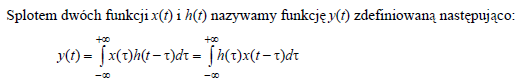 Splotem dwóch funkcji x(t) i h(t) nazywamy funkcję y(t) zdefiniowaną następująco:
y(t) = ∫_{-∞}^{+∞} x(τ)h(t − τ)dτ = ∫_{-∞}^{+∞} h(τ)x(t − τ)dτ